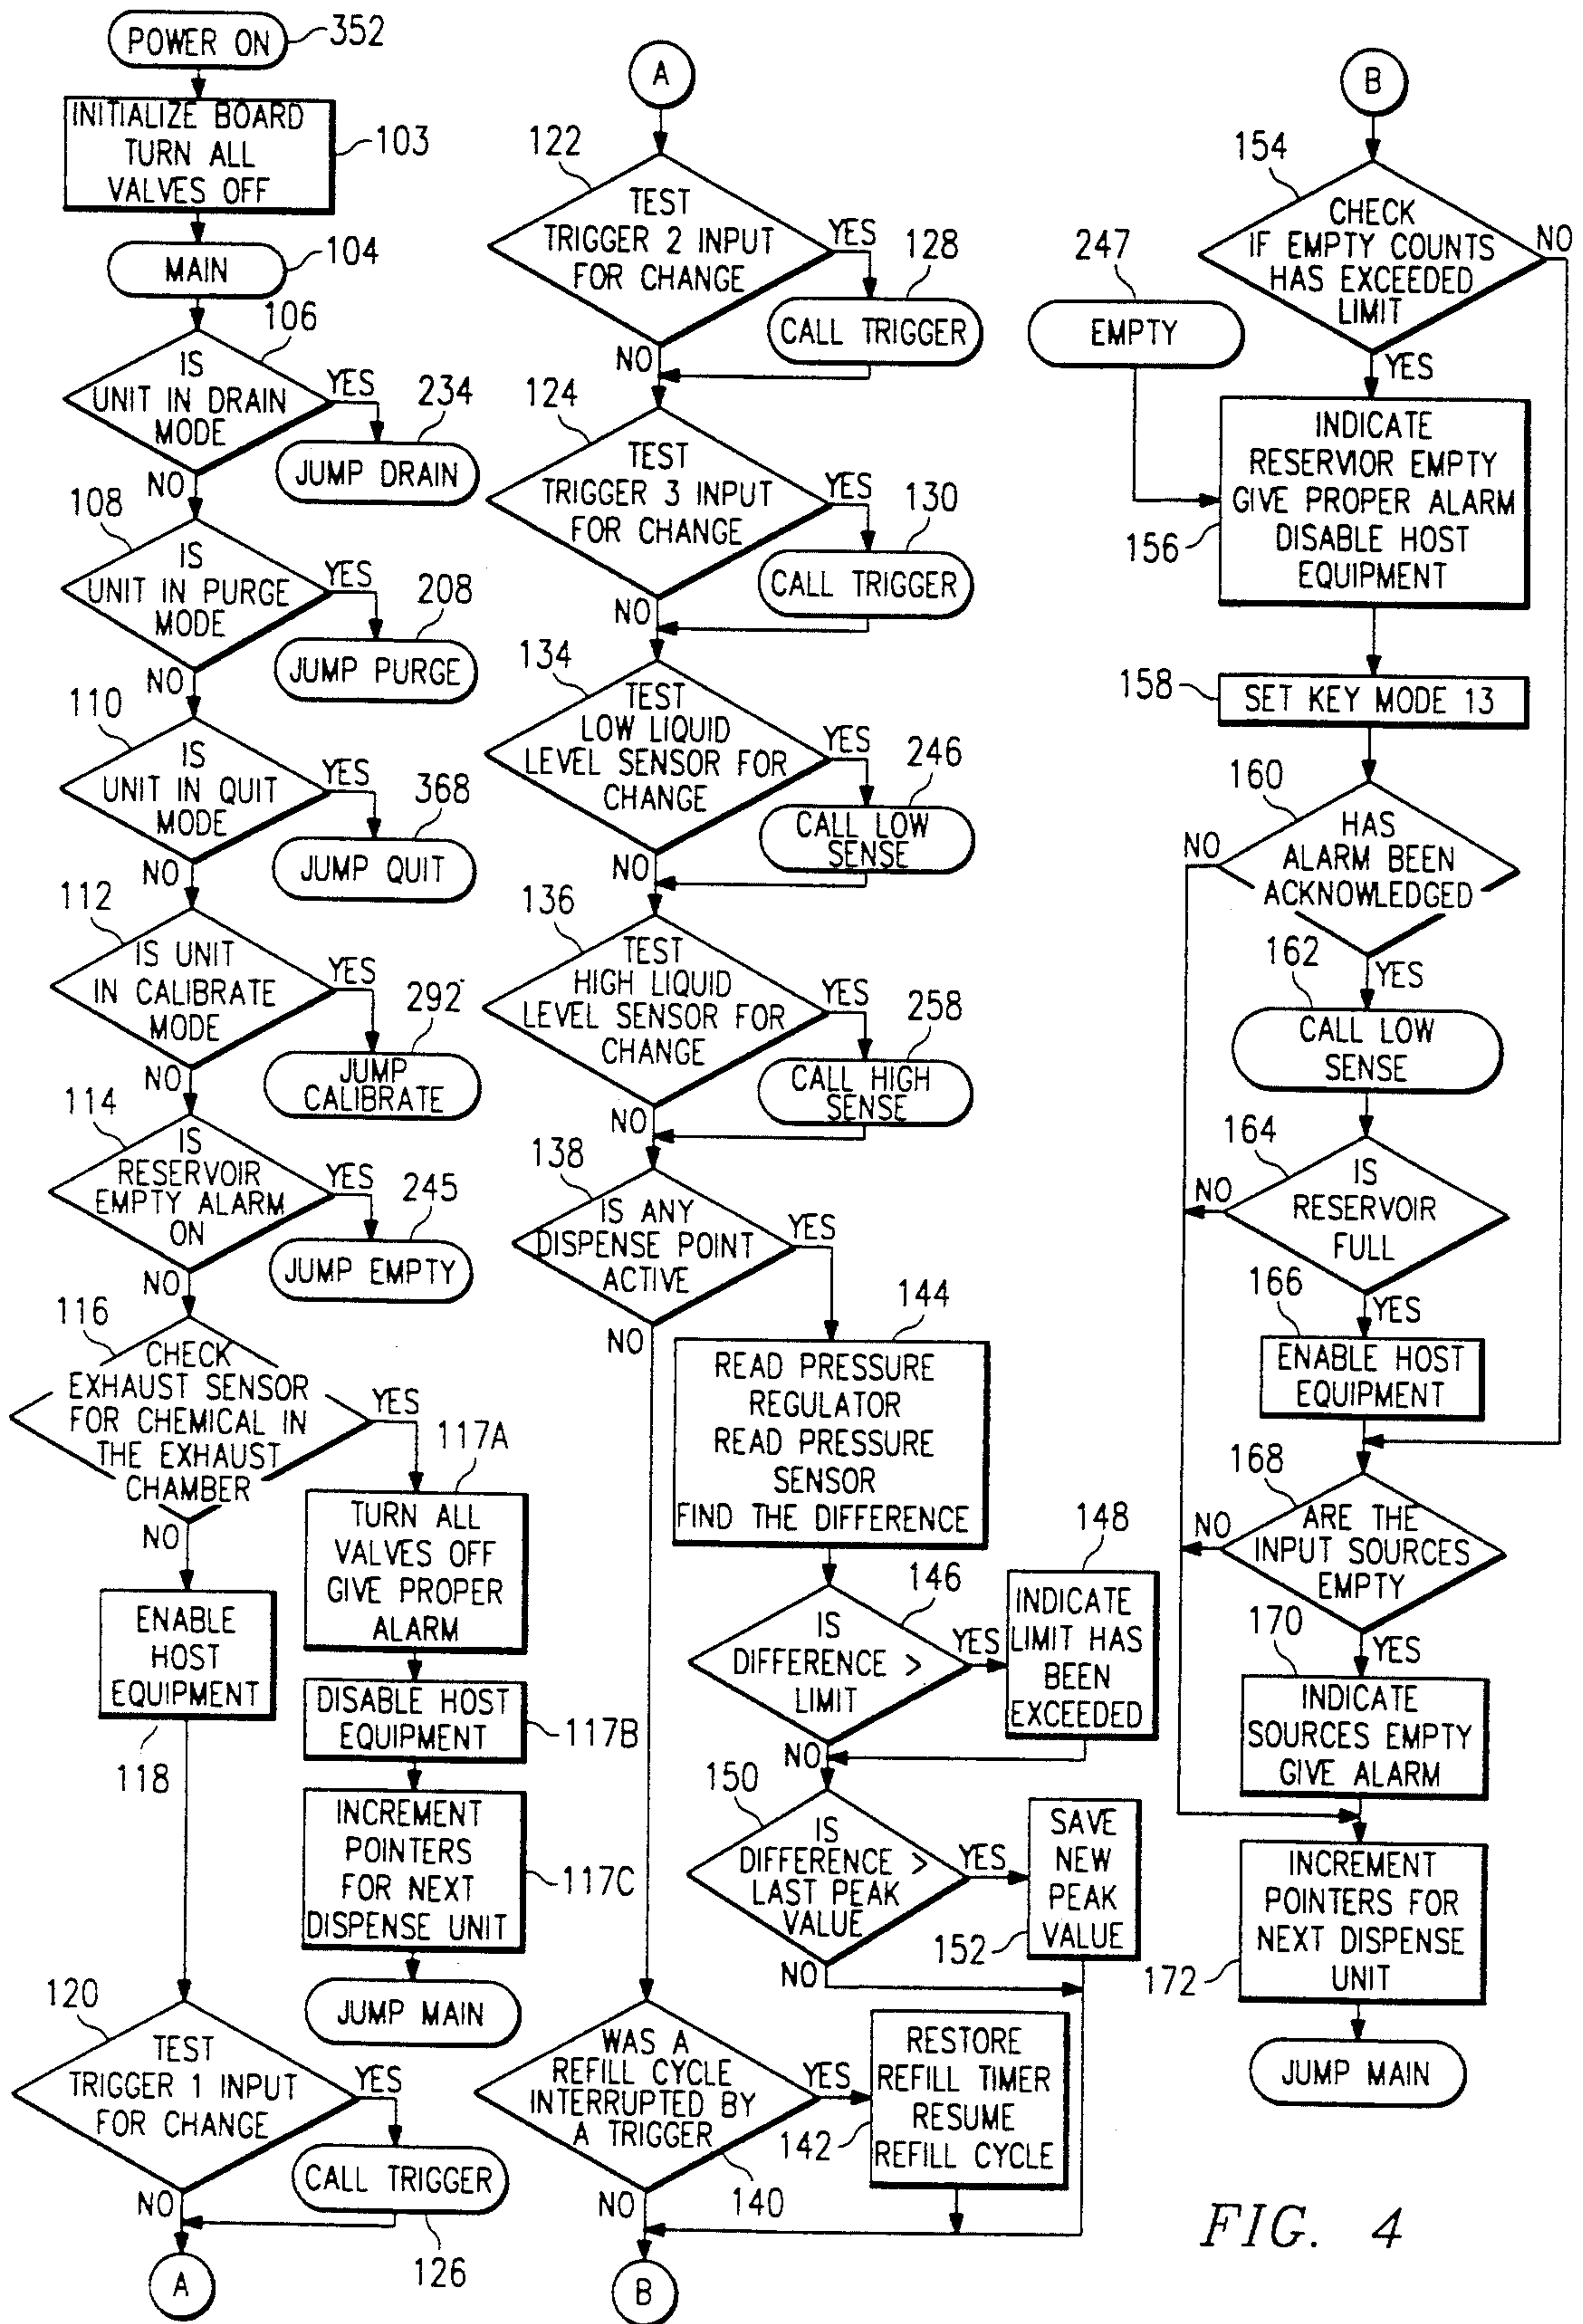 POWER ON
352
INITIALIZE BOARD
TURN ALL
VALVES OFF
103
MAIN
104
106
IS
UNIT IN DRAIN
MODE
YES
234
JUMP DRAIN
NO
108
IS
UNIT IN PURGE
MODE
YES
208
JUMP PURGE
NO
110
IS
UNIT IN QUIT
MODE
YES
368
JUMP QUIT
NO
112
IS UNIT
IN CALIBRATE
MODE
YES
292
JUMP
CALIBRATE
NO
114
IS
RESERVOIR
EMPTY ALARM
ON
YES
245
JUMP EMPTY
NO
116
CHECK
EXHAUST SENSOR
FOR CHEMICAL IN
THE EXHAUST
CHAMBER
YES
117A
TURN ALL
VALVES OFF
GIVE PROPER
ALARM
NO
ENABLE
HOST
EQUIPMENT
118
DISABLE HOST
EQUIPMENT
117B
INCREMENT
POINTERS
FOR NEXT
DISPENSE UNIT
117C
JUMP MAIN
120
TEST
TRIGGER 1 INPUT
FOR CHANGE
YES
CALL TRIGGER
126
NO
A
A
122
TEST
TRIGGER 2 INPUT
FOR CHANGE
YES
128
CALL TRIGGER
NO
124
TEST
TRIGGER 3 INPUT
FOR CHANGE
YES
130
CALL TRIGGER
NO
134
TEST
LOW LIQUID
LEVEL SENSOR FOR
CHANGE
YES
246
CALL LOW
SENSE
NO
136
TEST
HIGH LIQUID
LEVEL SENSOR FOR
CHANGE
YES
258
CALL HIGH
SENSE
NO
138
IS ANY
DISPENSE POINT
ACTIVE
YES
NO
144
READ PRESSURE
REGULATOR
READ PRESSURE
SENSOR
FIND THE DIFFERENCE
146
IS
DIFFERENCE >
LIMIT
YES
148
INDICATE
LIMIT HAS
BEEN
EXCEEDED
NO
150
IS
DIFFERENCE >
LAST PEAK
VALUE
YES
SAVE
NEW
PEAK
VALUE
152
NO
WAS A
REFILL CYCLE
INTERRUPTED BY
A TRIGGER
140
YES
RESTORE
REFILL TIMER
RESUME
REFILL CYCLE
142
NO
B
B
154
CHECK
IF EMPTY COUNTS
HAS EXCEEDED
LIMIT
NO
YES
247
EMPTY
INDICATE
RESERVIOR EMPTY
GIVE PROPER ALARM
DISABLE HOST
EQUIPMENT
156
158
SET KEY MODE 13
160
HAS
ALARM BEEN
ACKNOWLEDGED
NO
YES
162
CALL LOW
SENSE
164
IS
RESERVOIR
FULL
NO
YES
166
ENABLE HOST
EQUIPMENT
168
ARE THE
INPUT SOURCES
EMPTY
NO
YES
170
INDICATE
SOURCES EMPTY
GIVE ALARM
INCREMENT
POINTERS FOR
NEXT DISPENSE
UNIT
172
JUMP MAIN
FIG. 4